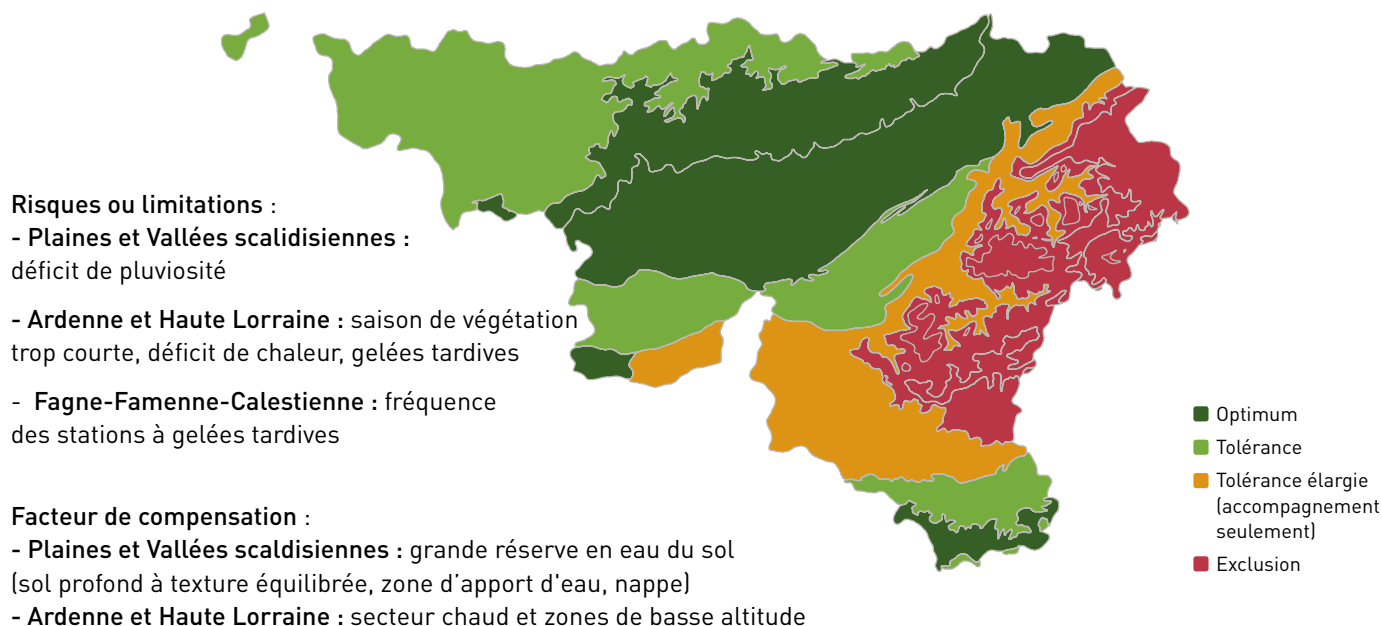 Risques ou limitations :
- Plaines et Vallées scalidisiennes :
déficit de pluviosité
- Ardenne et Haute Lorraine : saison de végétation
trop courte, déficit de chaleur, gelées tardives
- Fagne-Famenne-Calestienne : fréquence
des stations à gelées tardives
Facteur de compensation :
- Plaines et Vallées scaldisiennes : grande réserve en eau du sol
(sol profond à texture équilibrée, zone d’apport d'eau, nappe)
- Ardenne et Haute Lorraine : secteur chaud et zones de basse altitude
Optimum
Tolérance
Tolérance élargie
(accompagnement
seulement)
Exclusion